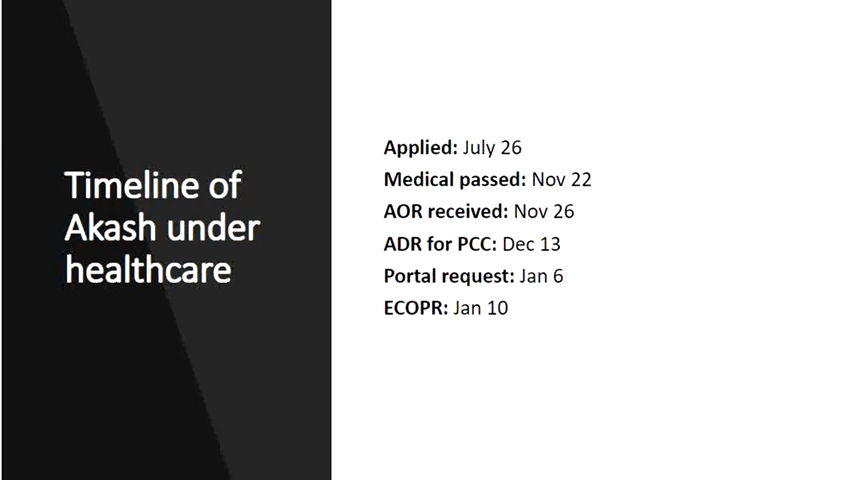 Timeline of
Akash under
healthcare
Applied: July 26
Medical passed: Nov 22
AOR received: Nov 26
ADR for PCC: Dec 13
Portal request: Jan 6
ECOPR: Jan 10